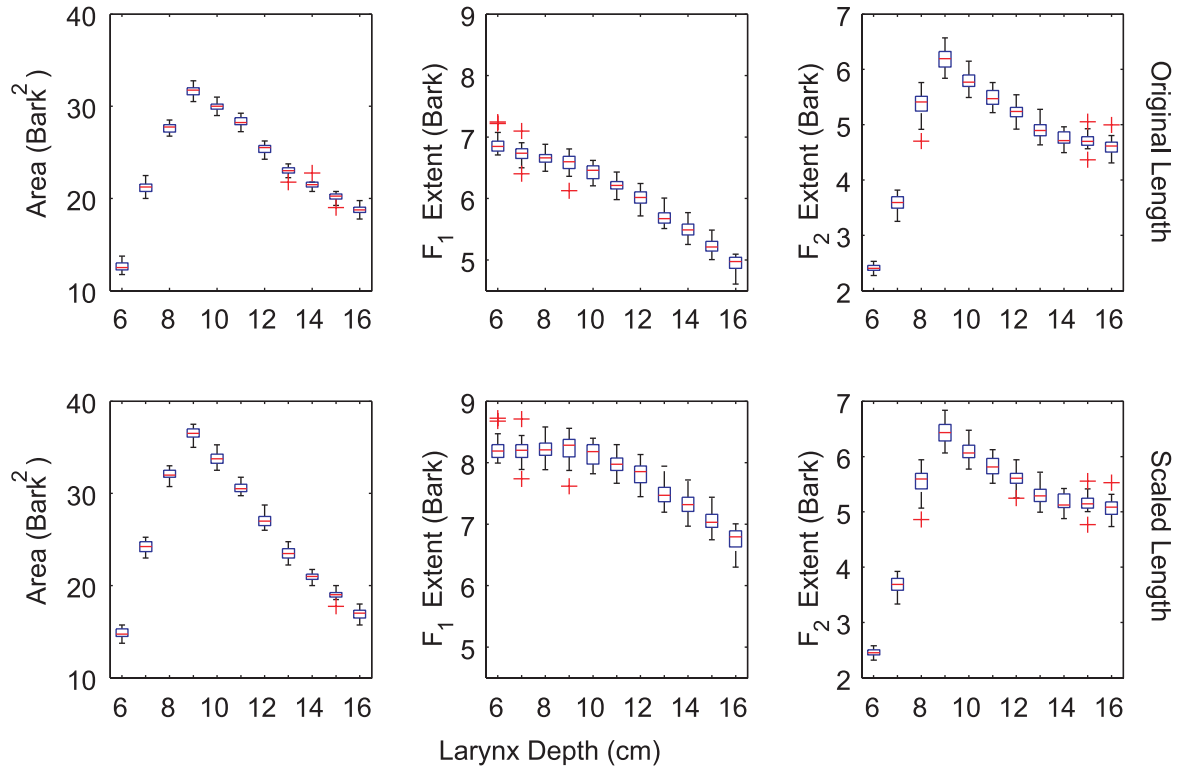 Area (Bark²)
40
30
20
10
6 8 10 12 14 16
F₁ Extent (Bark)
9
8
7
6
5
6 8 10 12 14 16
F₂ Extent (Bark)
7
6
5
4
3
2
6 8 10 12 14 16
Original Length
Area (Bark²)
40
30
20
10
6 8 10 12 14 16
F₁ Extent (Bark)
9
8
7
6
5
6 8 10 12 14 16
F₂ Extent (Bark)
7
6
5
4
3
2
6 8 10 12 14 16
Scaled Length
Larynx Depth (cm)